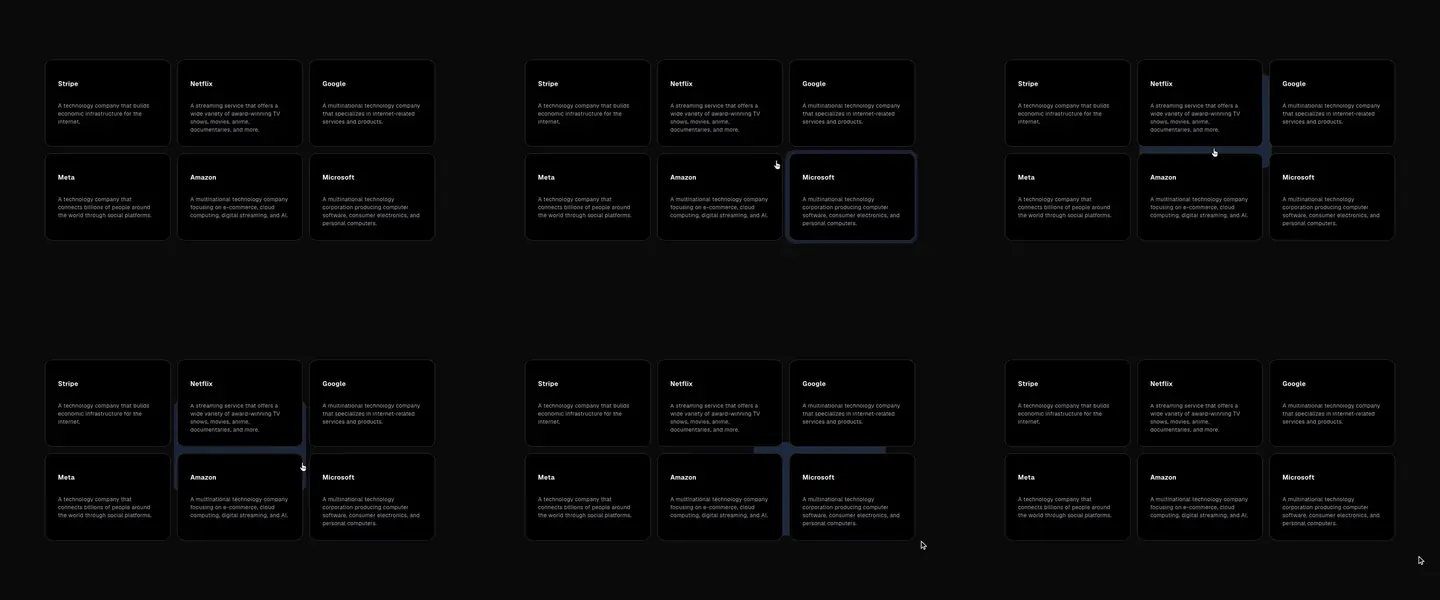 Stripe
A technology company that builds
economic infrastructure for the
internet.
Netflix
A streaming service that offers a
wide variety of award-winning TV
shows, movies, anime,
documentaries, and more.
Google
A multinational technology company
that specializes in Internet-related
services and products.
Meta
A technology company that
connects billions of people around
the world through social platforms.
Amazon
A multinational technology company
focusing on e-commerce, cloud
computing, digital streaming, and AI.
Microsoft
A multinational technology
corporation producing computer
software, consumer electronics, and
personal computers.
Stripe
A technology company that builds
economic infrastructure for the
internet.
Netflix
A streaming service that offers a
wide variety of award-winning TV
shows, movies, anime,
documentaries, and more.
Google
A multinational technology company
that specializes in Internet-related
services and products.
Meta
A technology company that
connects billions of people around
the world through social platforms.
Amazon
A multinational technology company
focusing on e-commerce, cloud
computing, digital streaming, and AI.
Microsoft
A multinational technology
corporation producing computer
software, consumer electronics, and
personal computers.
Stripe
A technology company that builds
economic infrastructure for the
internet.
Netflix
A streaming service that offers a
wide variety of award-winning TV
shows, movies, anime,
documentaries, and more.
Google
A multinational technology company
that specializes in Internet-related
services and products.
Meta
A technology company that
connects billions of people around
the world through social platforms.
Amazon
A multinational technology company
focusing on e-commerce, cloud
computing, digital streaming, and AI.
Microsoft
A multinational technology
corporation producing computer
software, consumer electronics, and
personal computers.
Stripe
A technology company that builds
economic infrastructure for the
internet.
Netflix
A streaming service that offers a
wide variety of award-winning TV
shows, movies, anime,
documentaries, and more.
Google
A multinational technology company
that specializes in Internet-related
services and products.
Meta
A technology company that
connects billions of people around
the world through social platforms.
Amazon
A multinational technology company
focusing on e-commerce, cloud
computing, digital streaming, and AI.
Microsoft
A multinational technology
corporation producing computer
software, consumer electronics, and
personal computers.
Stripe
A technology company that builds
economic infrastructure for the
internet.
Netflix
A streaming service that offers a
wide variety of award-winning TV
shows, movies, anime,
documentaries, and more.
Google
A multinational technology company
that specializes in Internet-related
services and products.
Meta
A technology company that
connects billions of people around
the world through social platforms.
Amazon
A multinational technology company
focusing on e-commerce, cloud
computing, digital streaming, and AI.
Microsoft
A multinational technology
corporation producing computer
software, consumer electronics, and
personal computers.
Stripe
A technology company that builds
economic infrastructure for the
internet.
Netflix
A streaming service that offers a
wide variety of award-winning TV
shows, movies, anime,
documentaries, and more.
Google
A multinational technology company
that specializes in Internet-related
services and products.
Meta
A technology company that
connects billions of people around
the world through social platforms.
Amazon
A multinational technology company
focusing on e-commerce, cloud
computing, digital streaming, and AI.
Microsoft
A multinational technology
corporation producing computer
software, consumer electronics, and
personal computers.